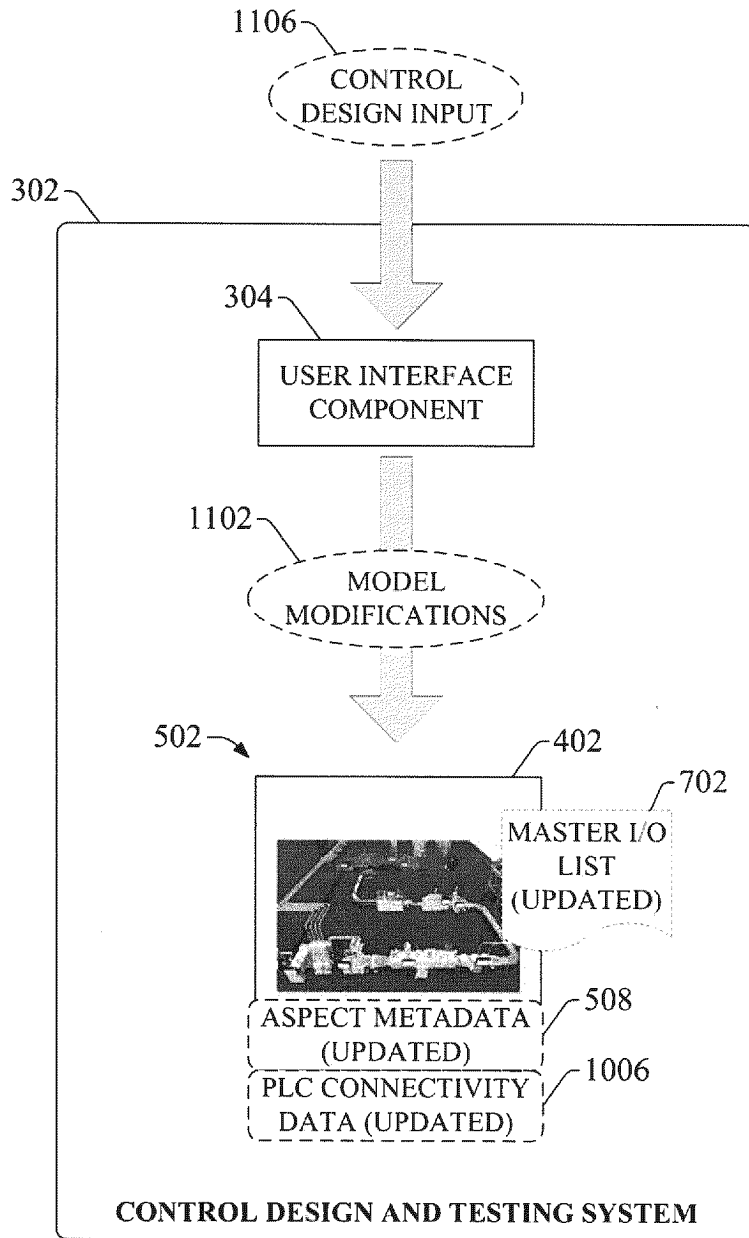 1106
CONTROL
DESIGN INPUT
302
304
USER INTERFACE
COMPONENT
1102
MODEL
MODIFICATIONS
502
402
702
MASTER I/O
LIST
(UPDATED)
ASPECT METADATA
(UPDATED)
508
PLC CONNECTIVITY
DATA (UPDATED)
1006
CONTROL DESIGN AND TESTING SYSTEM